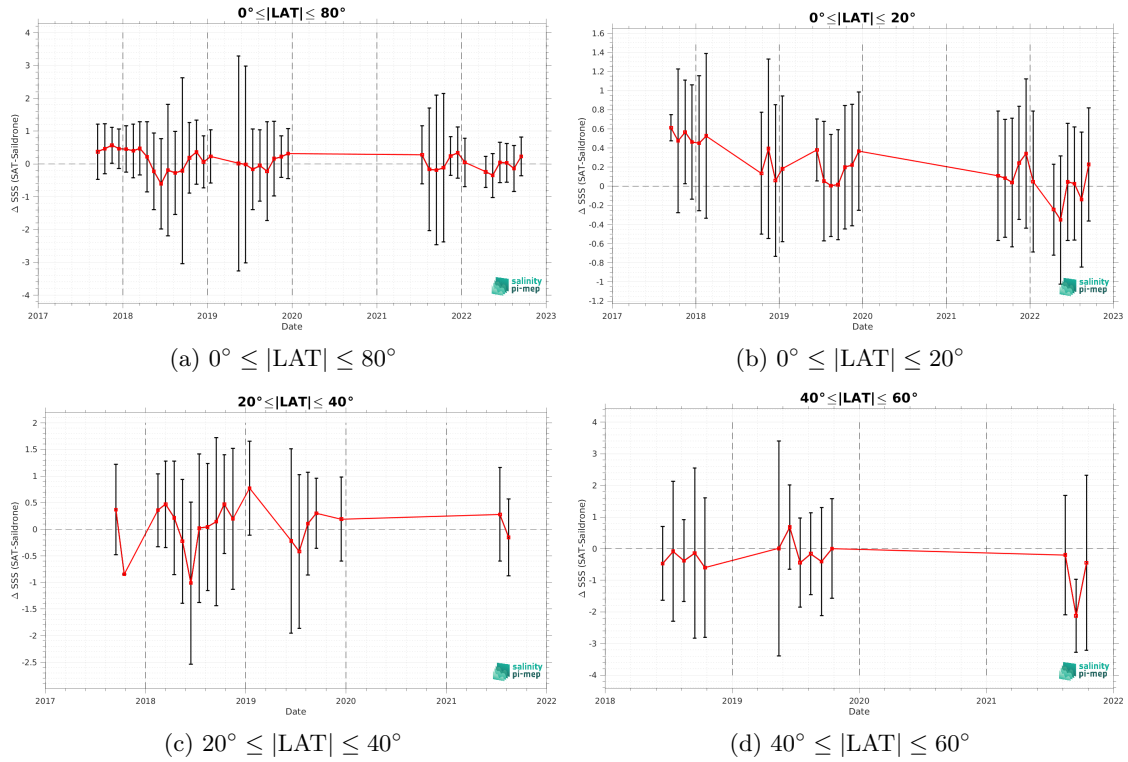 0°≤|LAT|≤ 80°
Δ SSS (SAT-Saildrone)
4
3
2
1
0
-1
-2
-3
-4
2017 2018 2019 2020 2021 2022 2023
Date
salinity
pi-mep
(a) 0° ≤ |LAT| ≤ 80°
0°≤|LAT|≤ 20°
Δ SSS (SAT-Saildrone)
1.6
1.4
1.2
1
0.8
0.6
0.4
0.2
0
-0.2
-0.4
-0.6
-0.8
-1
-1.2
2017 2018 2019 2020 2021 2022 2023
Date
salinity
pi-mep
(b) 0° ≤ |LAT| ≤ 20°
20°≤|LAT|≤ 40°
Δ SSS (SAT-Saildrone)
2
1.5
1
0.5
0
-0.5
-1
-1.5
-2
-2.5
2017 2018 2019 2020 2021 2022
Date
salinity
pi-mep
(c) 20° ≤ |LAT| ≤ 40°
40°≤|LAT|≤ 60°
Δ SSS (SAT-Saildrone)
4
3
2
1
0
-1
-2
-3
-4
2018 2019 2020 2021 2022
Date
salinity
pi-mep
(d) 40° ≤ |LAT| ≤ 60°